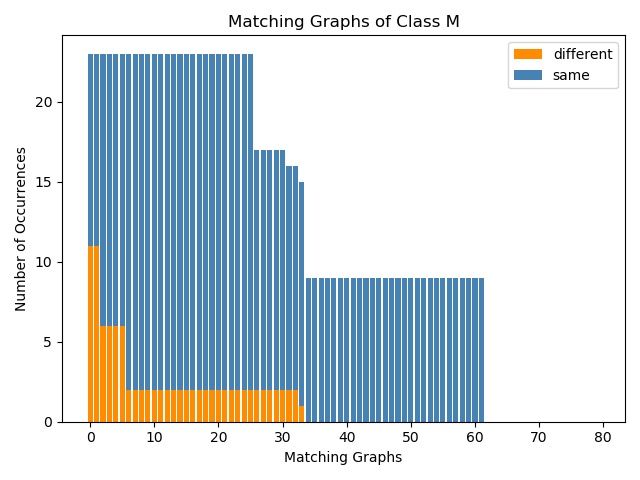 Matching Graphs of Class M
different
same
Number of Occurrences
20
15
10
5
0
0 10 20 30 40 50 60 70 80
Matching Graphs